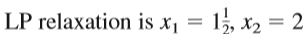 LP relaxation is x₁ = 1½, x₂ = 2